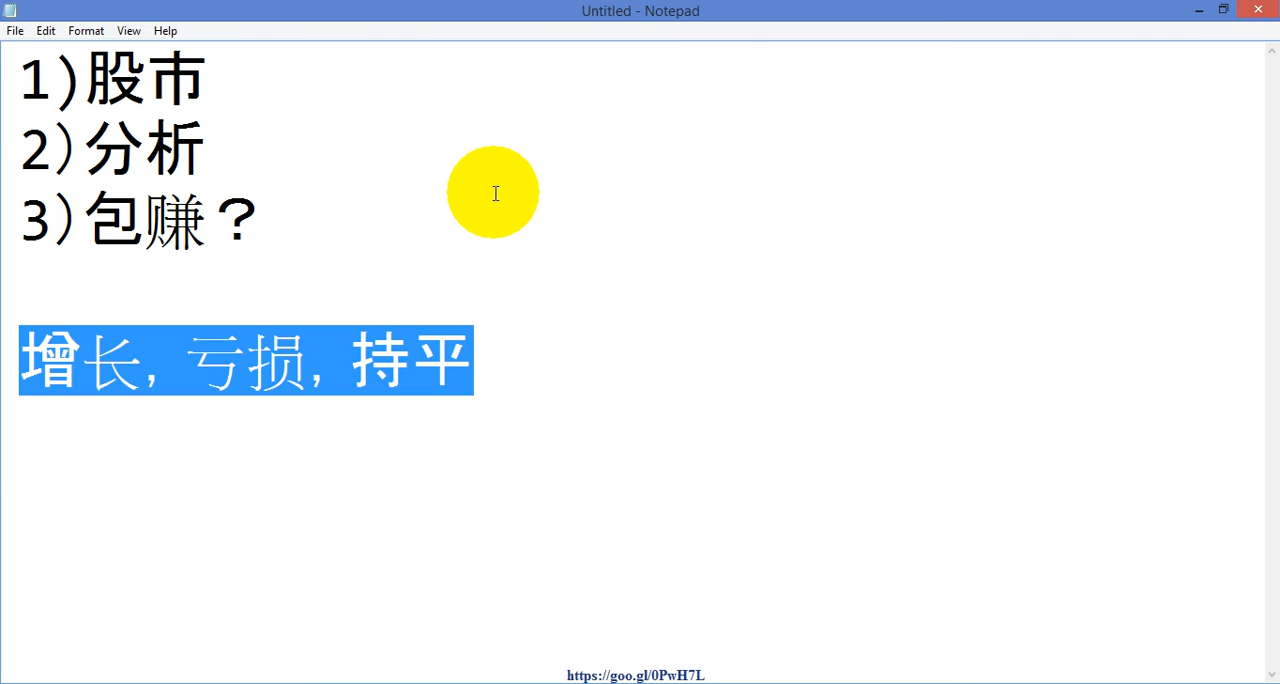 Untitled - Notepad
File Edit Format View Help
1)股市
2)分析
3)包赚？
增长, 亏损, 持平
https://goo.gl/0PwH7L